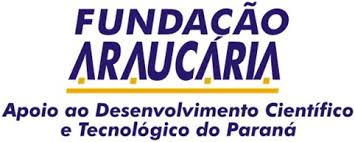 FUNDAÇÃO
ARAUCÁRIA
Apoio ao Desenvolvimento Científico
e Tecnológico do Paraná